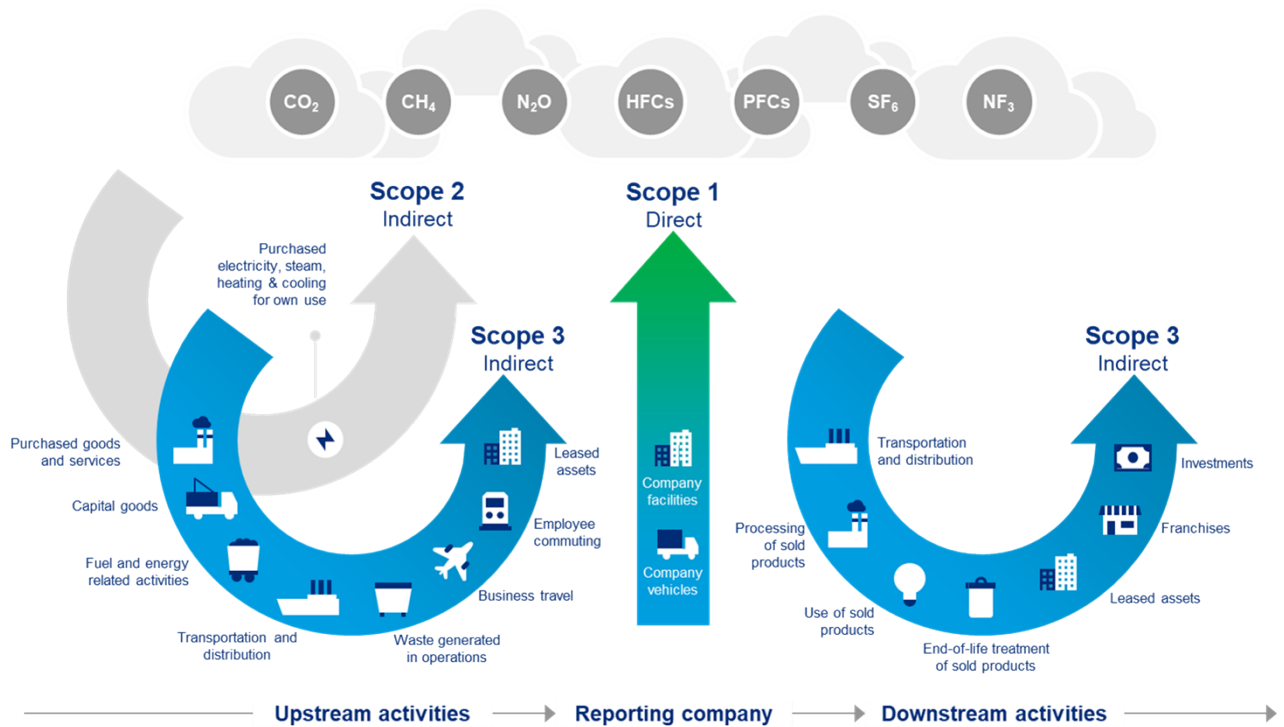 CO₂
CH₄
N₂O
HFCs
PFCs
SF₆
NF₃
Scope 2
Indirect
Purchased
electricity, steam,
heating & cooling
for own use
Scope 3
Indirect
Purchased goods
and services
Capital goods
Fuel and energy
related activities
Transportation and
distribution
Waste generated
in operations
Business travel
Employee
commuting
Leased
assets
Scope 1
Direct
Company
facilities
Company
vehicles
Scope 3
Indirect
Transportation
and distribution
Processing
of sold
products
Use of sold
products
End-of-life treatment
of sold products
Leased assets
Franchises
Investments
Upstream activities
Reporting company
Downstream activities